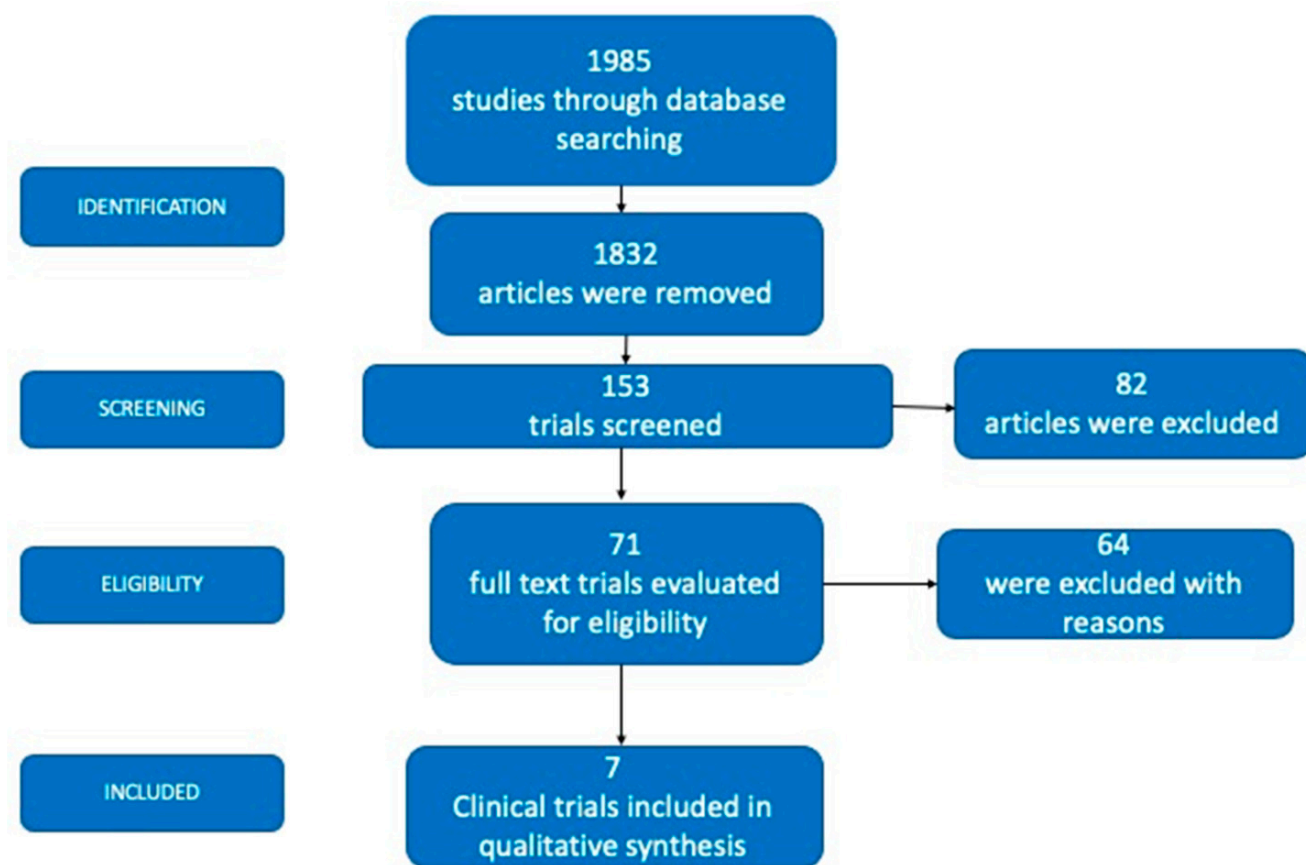 1985
studies through database
searching
IDENTIFICATION
1832
articles were removed
SCREENING
153
trials screened
82
articles were excluded
ELIGIBILITY
71
full text trials evaluated
for eligibility
64
were excluded with
reasons
INCLUDED
7
Clinical trials included in
qualitative synthesis